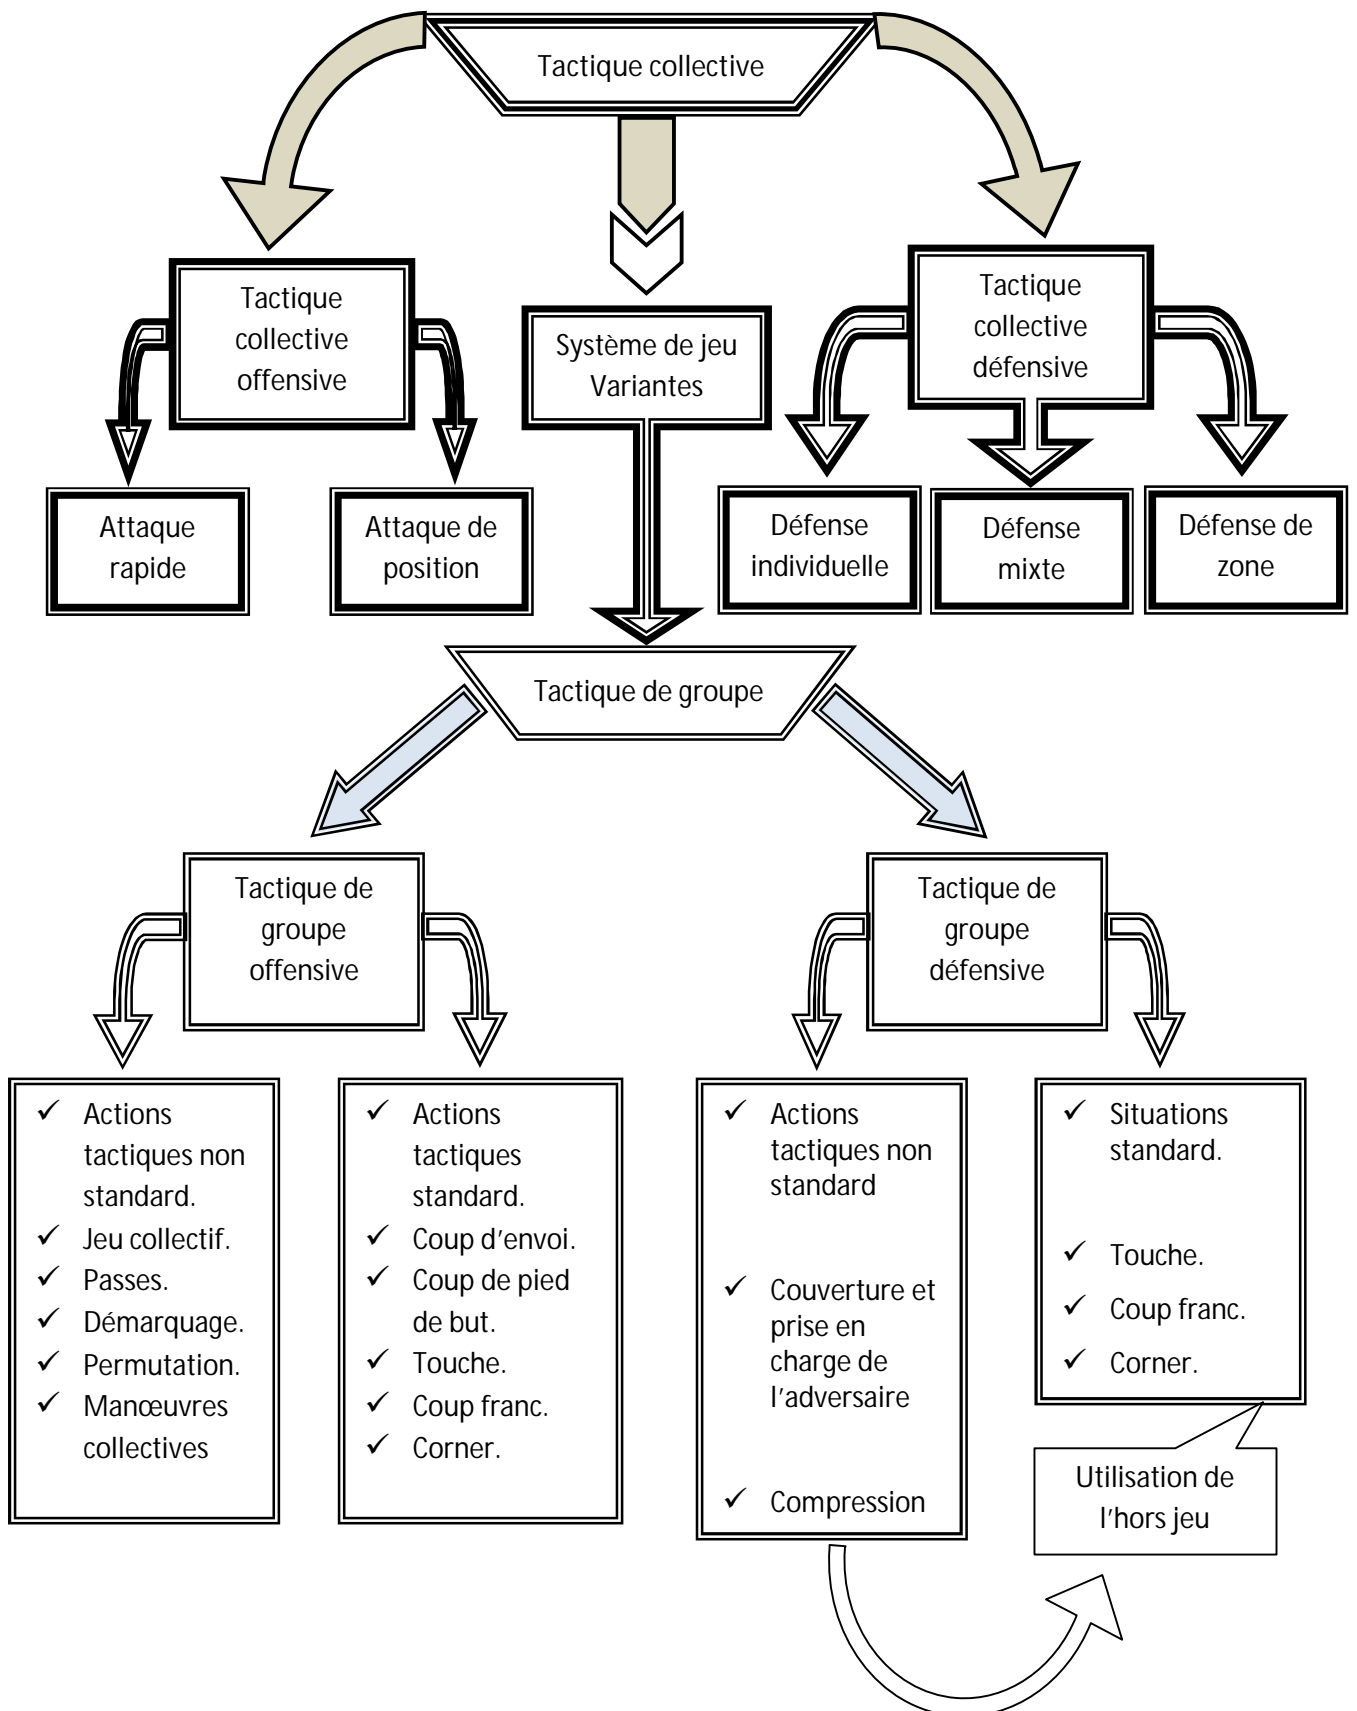 Tactique collective
Tactique
collective
offensive
Système de jeu
Variantes
Tactique
collective
défensive
Attaque
rapide
Attaque de
position
Défense
individuelle
Défense
mixte
Défense de
zone
Tactique de groupe
Tactique de
groupe
offensive
Tactique de
groupe
défensive
✓ Actions
tactiques non
standard.
✓ Jeu collectif.
✓ Passes.
✓ Démarquage.
✓ Permutation.
✓ Manœuvres
collectives
✓ Actions
tactiques
standard.
✓ Coup d'envoi.
✓ Coup de pied
de but.
✓ Touche.
✓ Coup franc.
✓ Corner.
✓ Actions
tactiques non
standard
✓ Couverture et
prise en
charge de
l'adversaire
✓ Compression
✓ Situations
standard.
✓ Touche.
✓ Coup franc.
✓ Corner.
Utilisation de
l'hors jeu